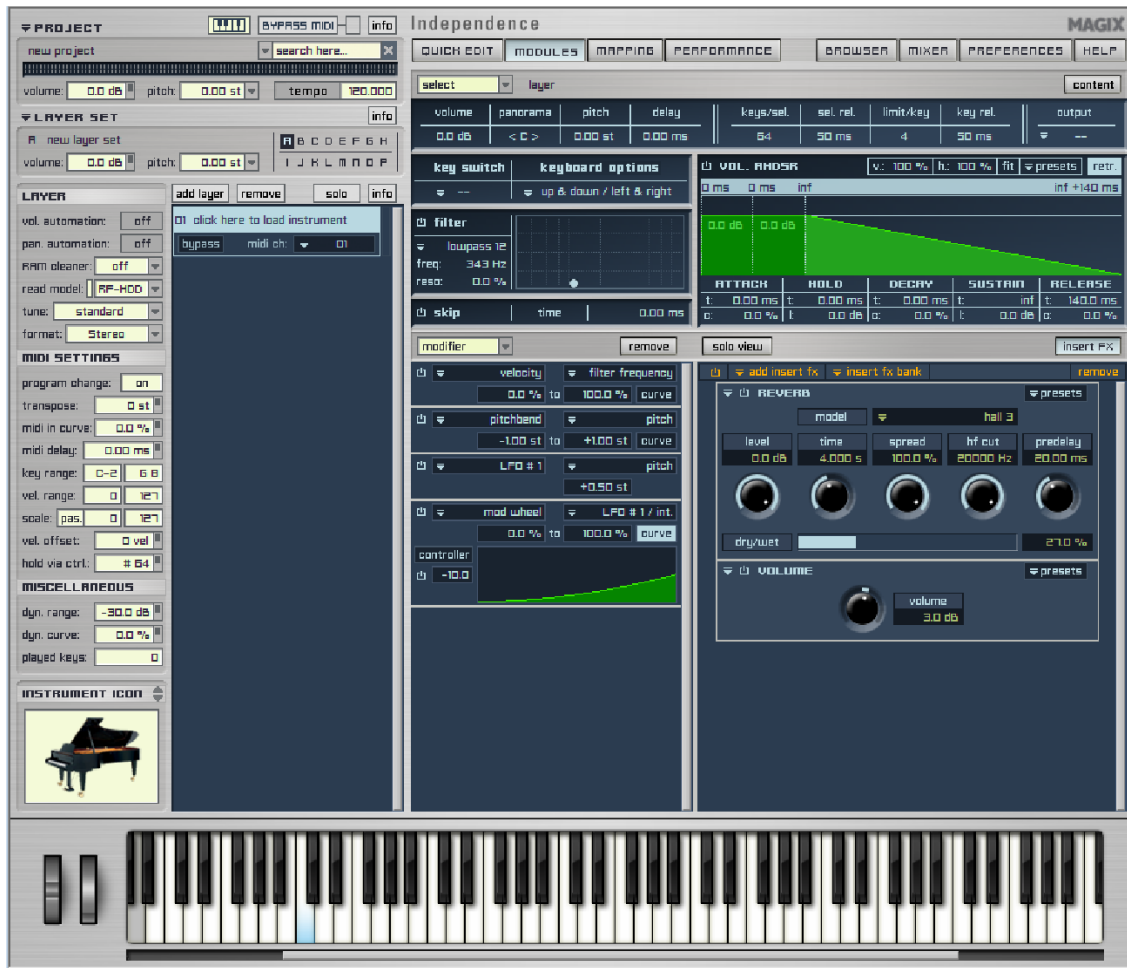 PROJECT BYPASS MIDI info
new project search here...
volume: 0.0 dB pitch: 0.00 st tempo 120.000
LAYER SET info
A new layer set A B C D E F G H
volume: 0.0 dB pitch: 0.00 st I J K L M N O P
LAYER
vol. automation: off
pan. automation: off
RAM cleaner: off
read model: RF-HDD
tune: standard
format: Stereo
MIDI SETTINGS
program change: on
transpose: 0 st
midi in curve: 0.0 %
midi delay: 0.00 ms
key range: C-2 G 8
vel. range: 0 127
scale: pas. 0 127
vel. offset: 0 vel
hold via ctrl.: # 64
MISCELLANEOUS
dyn. range: -30.0 dB
dyn. curve: 0.0 %
played keys: 0
INSTRUMENT ICON
add layer remove solo info
01 click here to load instrument
bypass midi ch: 01
Independence MAGIX
QUICK EDIT MODULES MAPPING PERFORMANCE BROWSER MIXER PREFERENCES HELP
select layer content
volume panorama pitch delay keys/sel. sel. rel. limit/key key rel. output
0.0 dB < C > 0.00 st 0.00 ms 64 50 ms 4 50 ms --
key switch keyboard options
-- up & down / left & right
filter
lowpass 12
freq: 343 Hz
reso: 0.0 %
skip time 0.00 ms
VOL. AHDSR v.: 100 % h.: 100 % fit presets retr.
0 ms 0 ms inf inf +140 ms
0.0 dB 0.0 dB
ATTACK HOLD DECAY SUSTAIN RELEASE
t: 0.00 ms t: 0.00 ms t: 0.00 ms t: inf t: 140.0 ms
c: 0.0 % l: 0.0 dB c: 0.0 % l: 0.0 dB c: 0.0 %
modifier remove
velocity filter frequency
0.0 % to 100.0 % curve
pitchbend pitch
-1.00 st to +1.00 st curve
LFO # 1 pitch
+0.50 st
mod wheel LFO # 1 / int.
0.0 % to 100.0 % curve
controller
-10.0
solo view insert FX
add insert fx insert fx bank remove
REVERB presets
model hall 3
level time spread hf cut predelay
0.0 dB 4.000 s 100.0 % 20000 Hz 20.00 ms
dry/wet 27.0 %
VOLUME presets
volume
3.0 dB